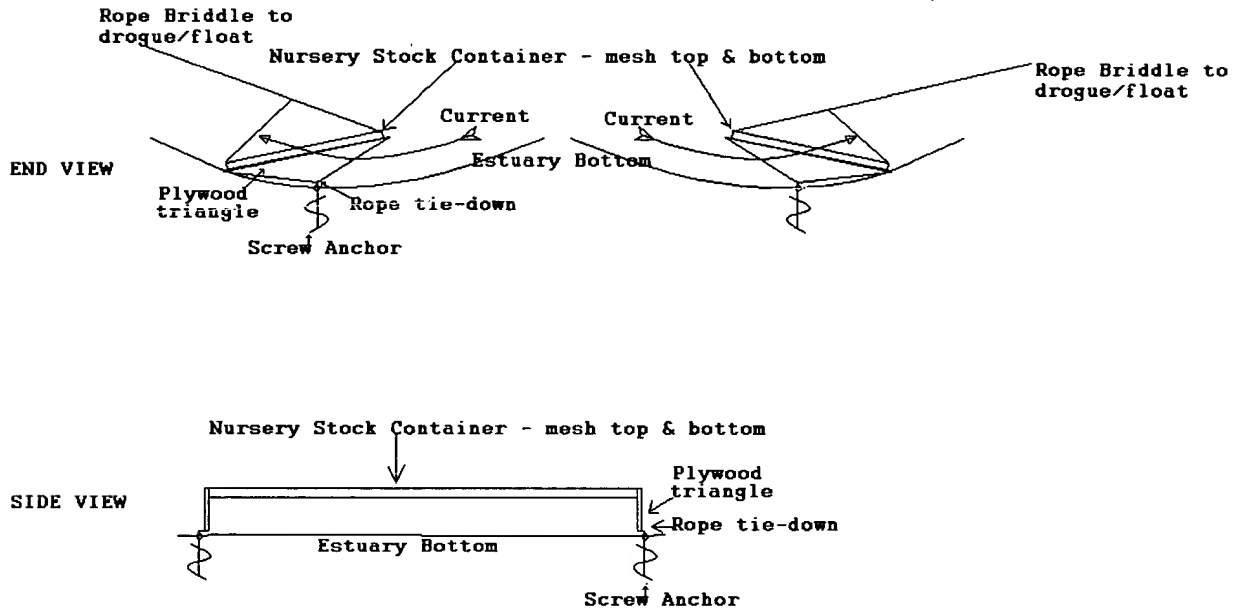 Rope Briddle to
drogue/float
Nursery Stock Container - mesh top & bottom
Rope Briddle to
drogue/float
Current
Current
END VIEW
Estuary Bottom
Plywood
triangle
Rope tie-down
Screw Anchor
Nursery Stock Container - mesh top & bottom
Plywood
triangle
SIDE VIEW
Rope tie-down
Estuary Bottom
Screw Anchor